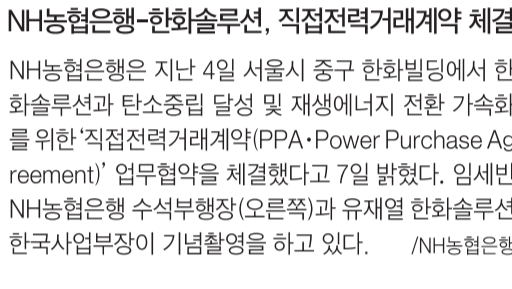 NH농협은행-한화솔루션, 직접전력거래계약 체결
NH농협은행은 지난 4일 서울시 중구 한화빌딩에서 한
화솔루션과 탄소중립 달성 및 재생에너지 전환 가속화
를 위한 ‘직접전력거래계약(PPA·Power Purchase Ag
reement)’ 업무협약을 체결했다고 7일 밝혔다. 임세빈
NH농협은행 수석부행장(오른쪽)과 유재열 한화솔루션
한국사업부장이 기념촬영을 하고 있다. /NH농협은행